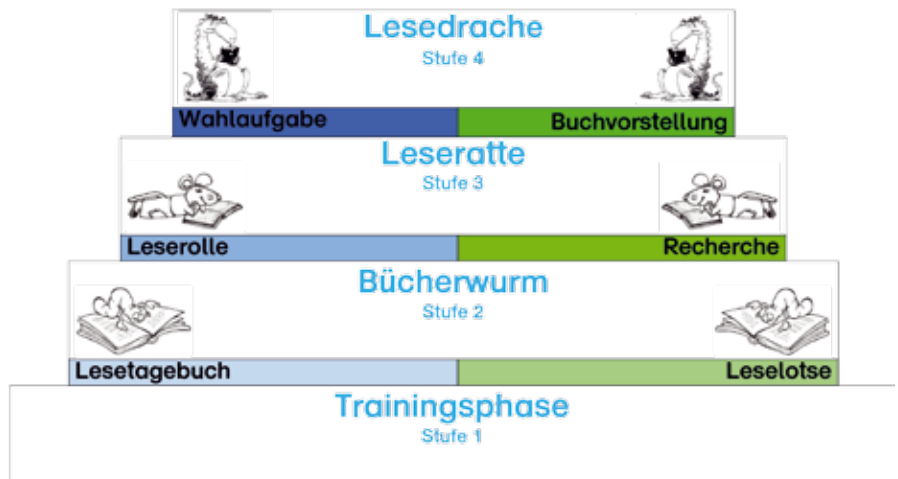 Lesedrache
Stufe 4
Wahlaufgabe Buchvorstellung
Leseratte
Stufe 3
Leserolle Recherche
Bücherwurm
Stufe 2
Lesetagebuch Leselotse
Trainingsphase
Stufe 1